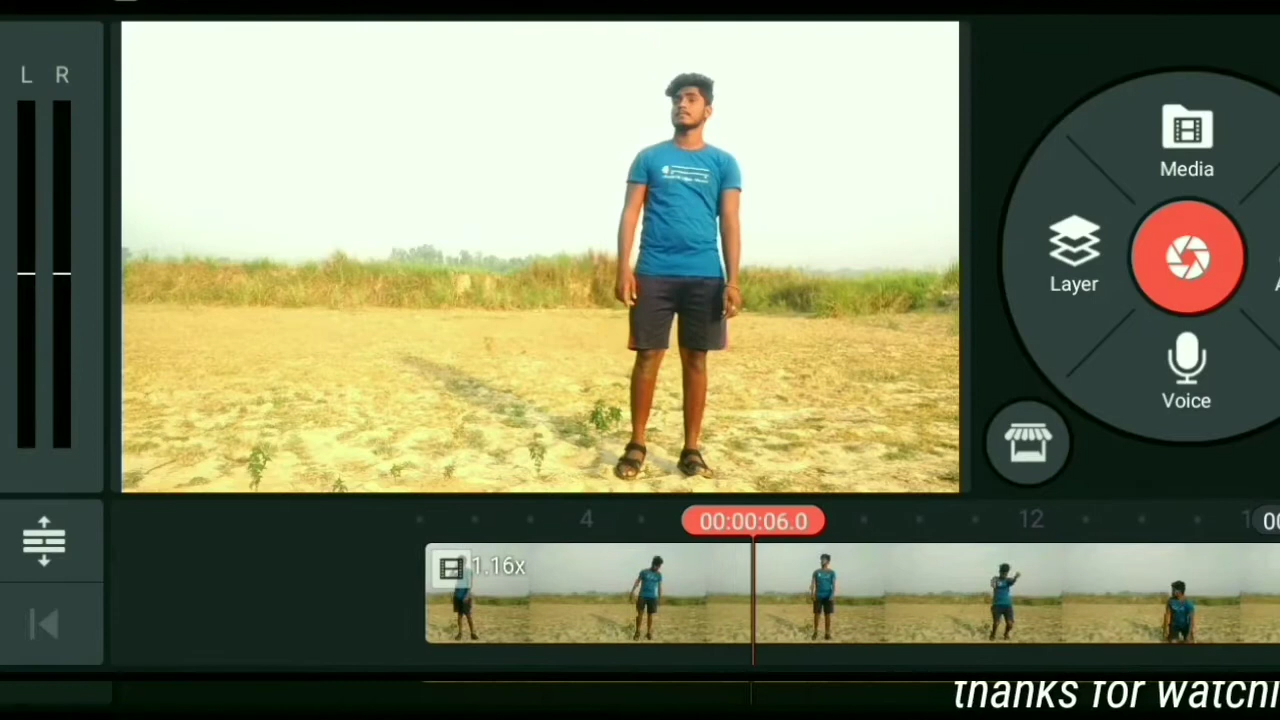 L R
Media
Layer
Voice
4
00:00:06.0
12
1.16x
thanks for watchi